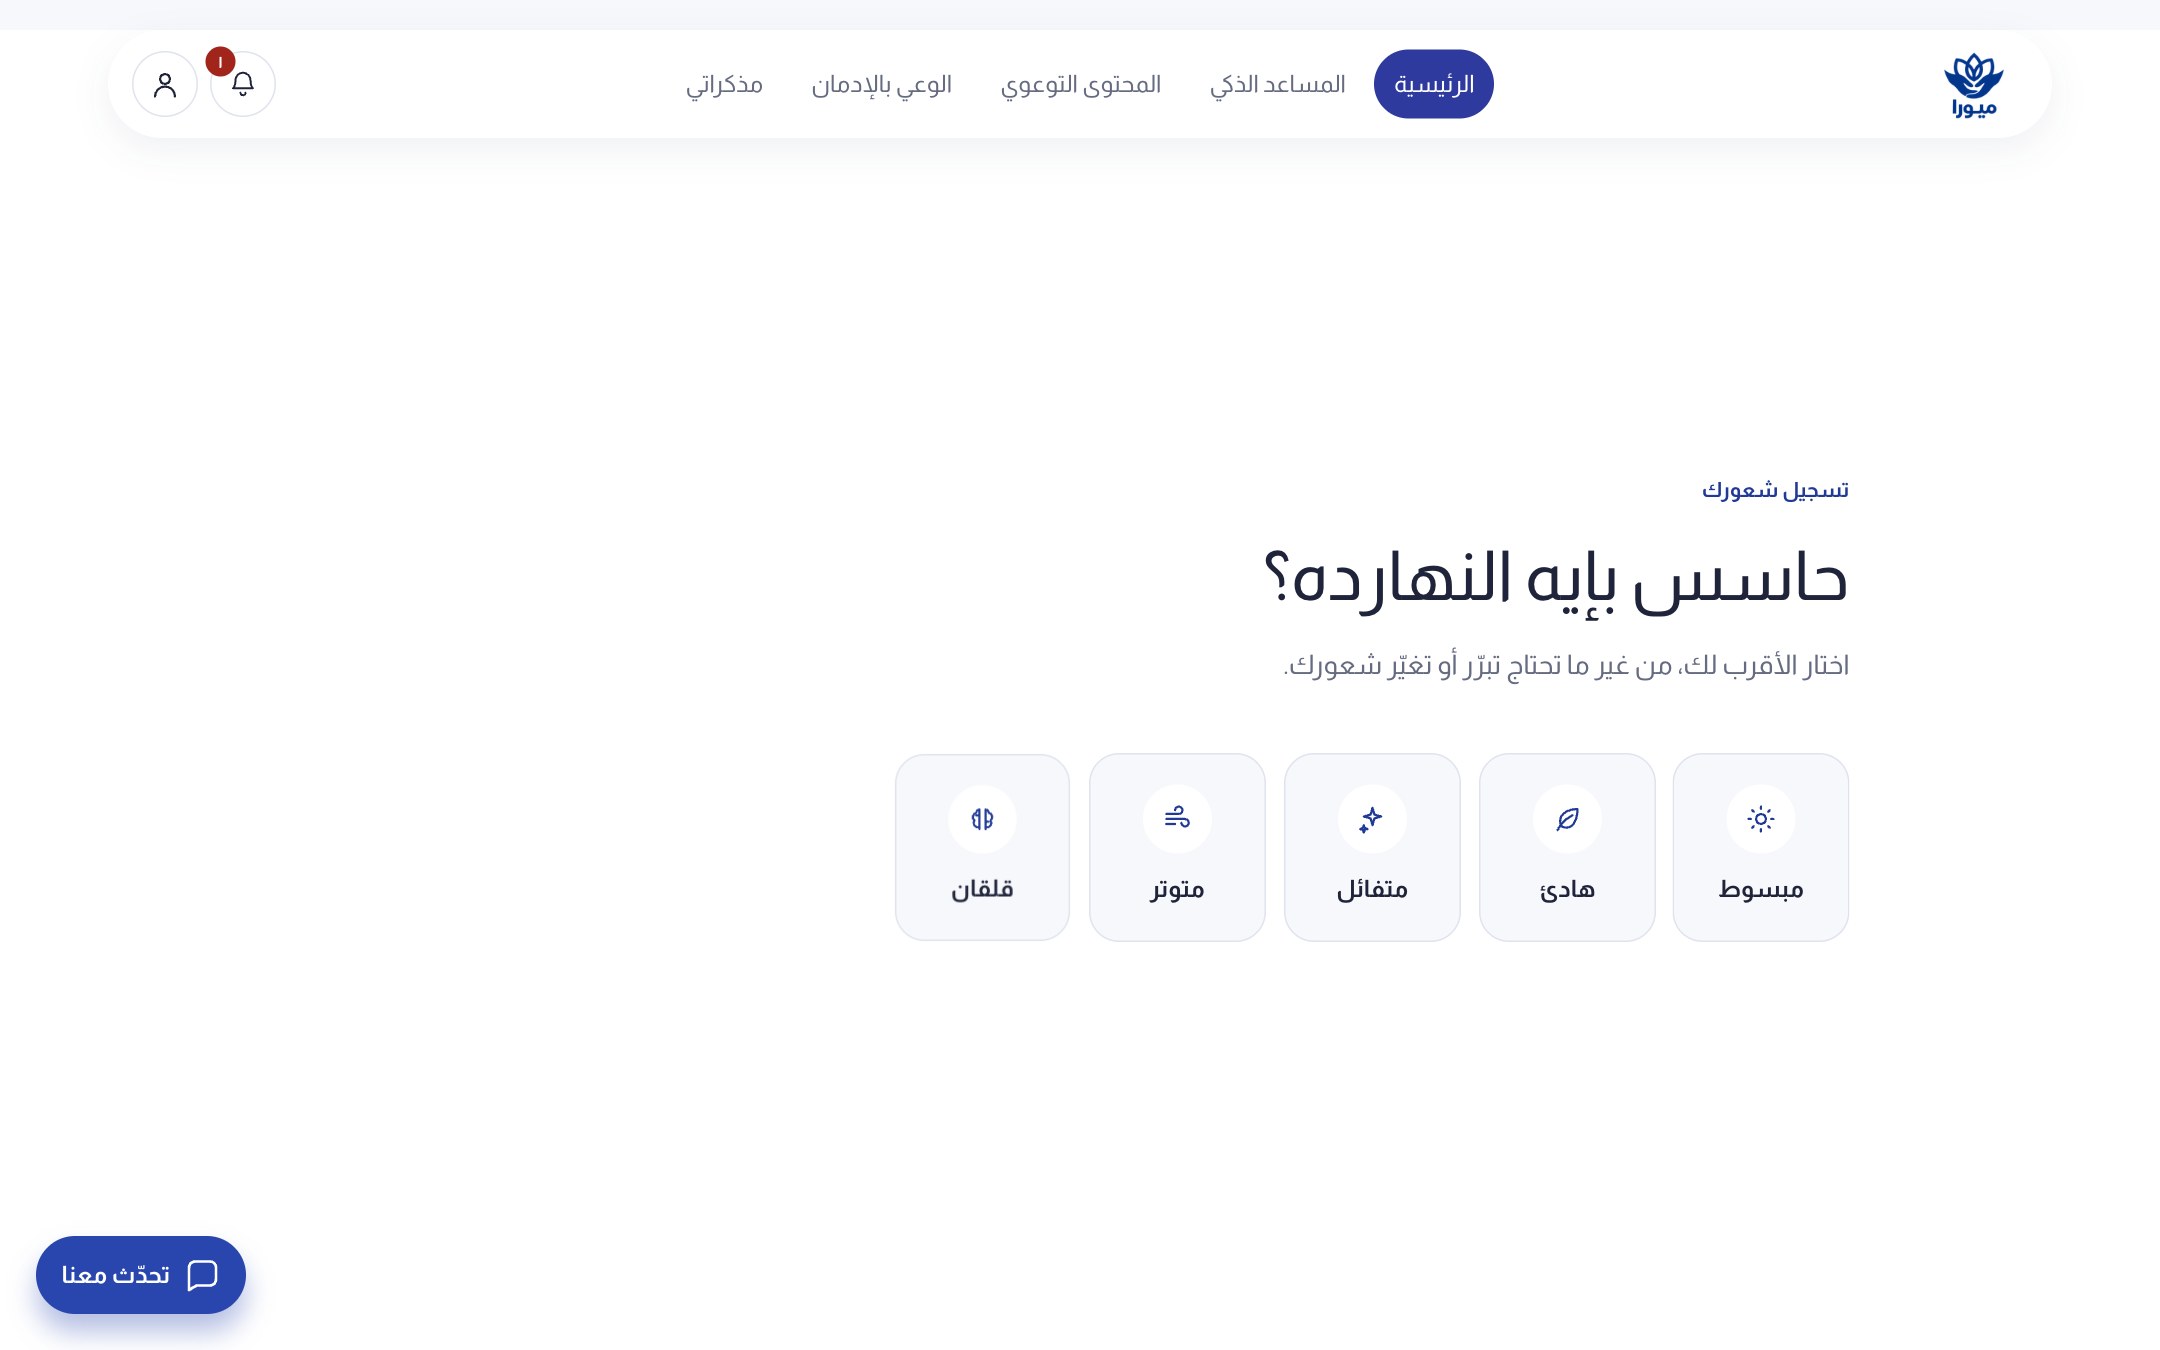 ميورا
الرئيسية
المساعد الذكي
المحتوى التوعوي
الوعي بالإدمان
مذكراتي
١
تسجيل شعورك
حاسس بإيه النهارده؟
اختار الأقرب لك، من غير ما تحتاج تبرّر أو تغيّر شعورك.
مبسوط
هادئ
متفائل
متوتر
قلقان
تحدّث معنا